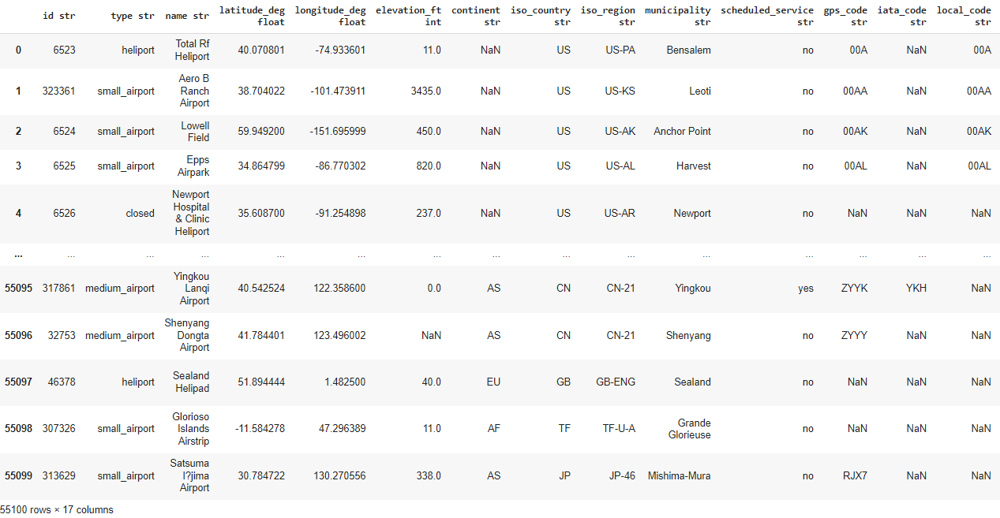 id str type str name str latitude_deg float longitude_deg float elevation_ft int continent str iso_country str iso_region str municipality str scheduled_service str gps_code str iata_code str local_code str
0 6523 heliport Total Rf Heliport 40.070801 -74.933601 11.0 NaN US US-PA Bensalem no 00A NaN 00A
1 323361 small_airport Aero B Ranch Airport 38.704022 -101.473911 3435.0 NaN US US-KS Leoti no 00AA NaN 00AA
2 6524 small_airport Lowell Field 59.949200 -151.695999 450.0 NaN US US-AK Anchor Point no 00AK NaN 00AK
3 6525 small_airport Epps Airpark 34.864799 -86.770302 820.0 NaN US US-AL Harvest no 00AL NaN 00AL
4 6526 closed Newport Hospital & Clinic Heliport 35.608700 -91.254898 237.0 NaN US US-AR Newport no NaN NaN NaN
... ... ... ... ... ... ... ... ... ... ... ... ... ... ...
55095 317861 medium_airport Yingkou Lanqi Airport 40.542524 122.358600 0.0 AS CN CN-21 Yingkou yes ZYYK YKH NaN
55096 32753 medium_airport Shenyang Dongta Airport 41.784401 123.496002 NaN AS CN CN-21 Shenyang no ZYYY NaN NaN
55097 46378 heliport Sealand Helipad 51.894444 1.482500 40.0 EU GB GB-ENG Sealand no NaN NaN NaN
55098 307326 small_airport Glorioso Islands Airstrip -11.584278 47.296389 11.0 AF TF TF-U-A Grande Glorieuse no NaN NaN NaN
55099 313629 small_airport Satsuma I?jima Airport 30.784722 130.270556 338.0 AS JP JP-46 Mishima-Mura no RJX7 NaN NaN
55100 rows × 17 columns